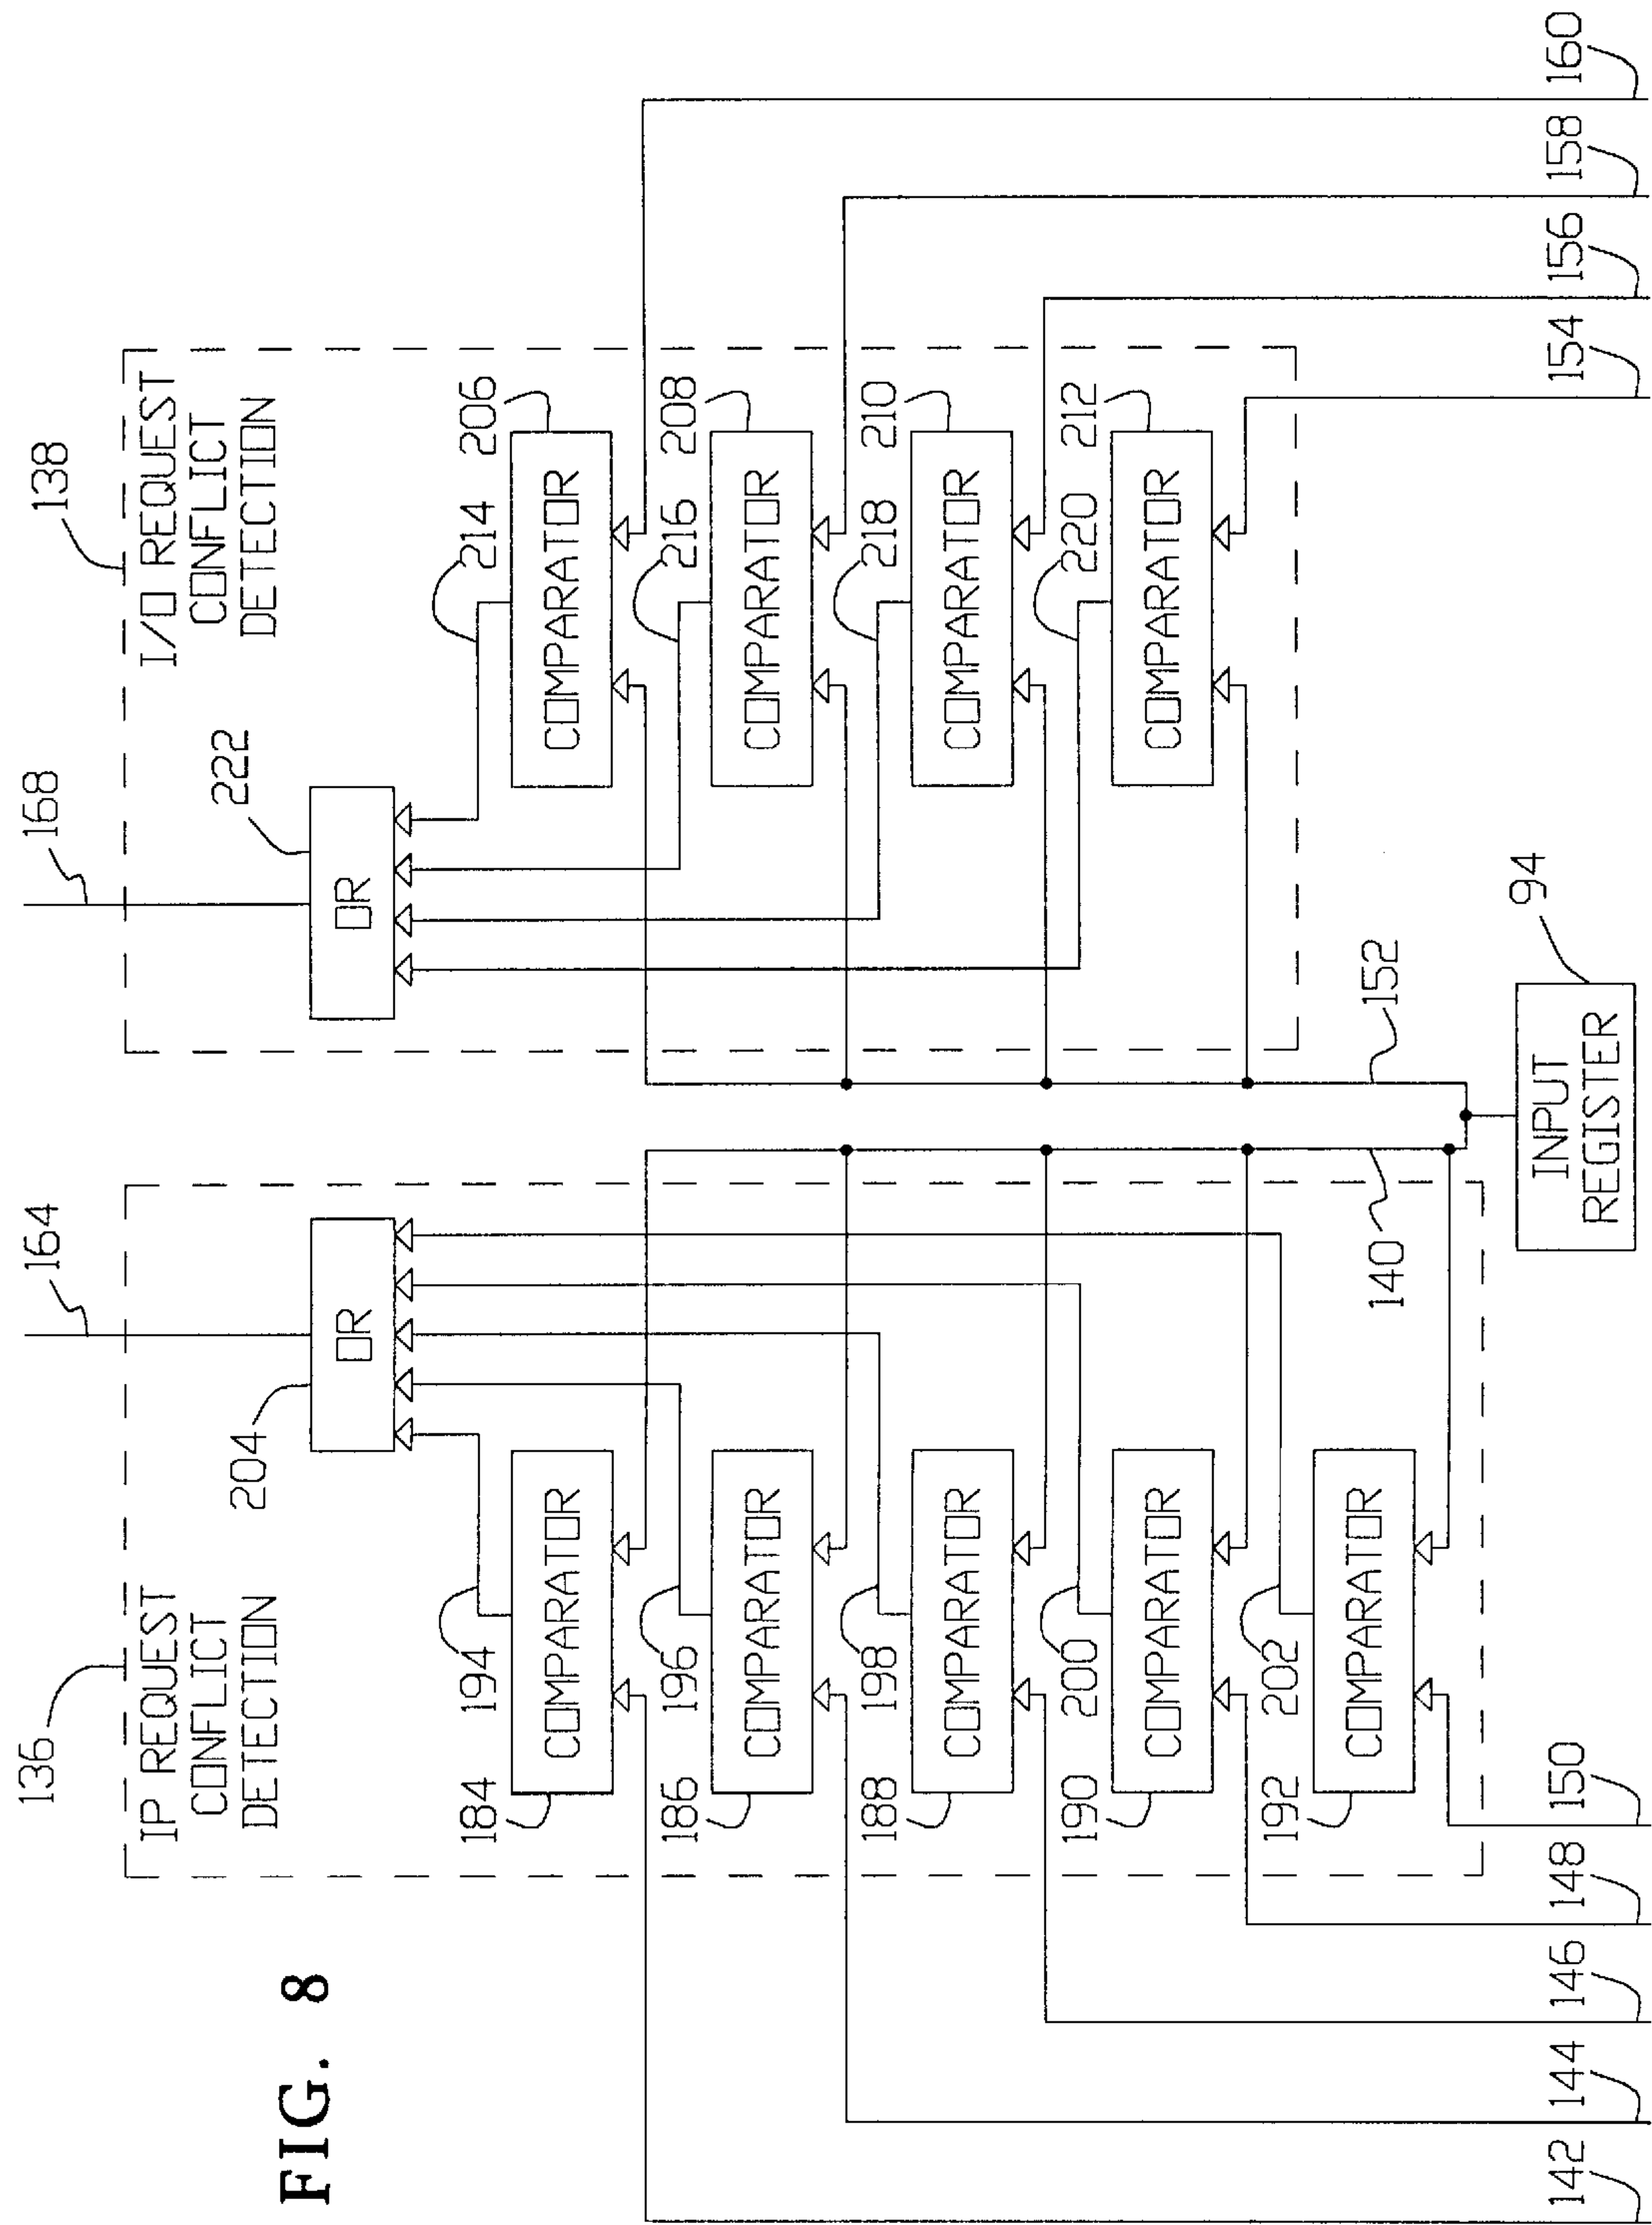 FIG. 8
136
IP REQUEST
CONFLICT
DETECTION
204
OR
164
194
184
COMPARATOR
196
186
COMPARATOR
198
188
COMPARATOR
200
190
COMPARATOR
202
192
COMPARATOR
142
144
146
148
150
140
152
INPUT
REGISTER
94
138
I/O REQUEST
CONFLICT
DETECTION
168
222
OR
214
206
COMPARATOR
216
208
COMPARATOR
218
210
COMPARATOR
220
212
COMPARATOR
154
156
158
160